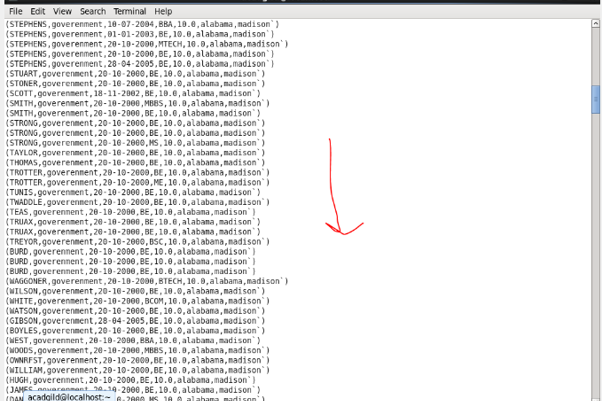 File Edit View Search Terminal Help
(STEPHENS,goverenment,10-07-2004,BBA,10.0,alabama,madison`)
(STEPHENS,goverenment,01-01-2003,BE,10.0,alabama,madison`)
(STEPHENS,goverenment,20-10-2000,MTECH,10.0,alabama,madison`)
(STEPHENS,goverenment,20-10-2000,BE,10.0,alabama,madison`)
(STEPHENS,goverenment,28-04-2005,BE,10.0,alabama,madison`)
(STUART,goverenment,20-10-2000,BE,10.0,alabama,madison`)
(STONER,goverenment,20-10-2000,BE,10.0,alabama,madison`)
(SCOTT,goverenment,18-11-2002,BE,10.0,alabama,madison`)
(SMITH,goverenment,20-10-2000,MBBS,10.0,alabama,madison`)
(SMITH,goverenment,20-10-2000,BE,10.0,alabama,madison`)
(STRONG,goverenment,20-10-2000,BE,10.0,alabama,madison`)
(STRONG,goverenment,20-10-2000,BE,10.0,alabama,madison`)
(STRONG,goverenment,20-10-2000,MS,10.0,alabama,madison`)
(TAYLOR,goverenment,20-10-2000,BE,10.0,alabama,madison`)
(THOMAS,goverenment,20-10-2000,BE,10.0,alabama,madison`)
(TROTTER,goverenment,20-10-2000,BE,10.0,alabama,madison`)
(TROTTER,goverenment,20-10-2000,ME,10.0,alabama,madison`)
(TUNIS,goverenment,20-10-2000,BE,10.0,alabama,madison`)
(TWADDLE,goverenment,20-10-2000,BE,10.0,alabama,madison`)
(TEAS,goverenment,20-10-2000,BE,10.0,alabama,madison`)
(TRUAX,goverenment,20-10-2000,BE,10.0,alabama,madison`)
(TRUAX,goverenment,20-10-2000,BE,10.0,alabama,madison`)
(TREYOR,goverenment,20-10-2000,BSC,10.0,alabama,madison`)
(BURD,goverenment,20-10-2000,BE,10.0,alabama,madison`)
(BURD,goverenment,20-10-2000,BE,10.0,alabama,madison`)
(BURD,goverenment,20-10-2000,BE,10.0,alabama,madison`)
(WAGGONER,goverenment,20-10-2000,BTECH,10.0,alabama,madison`)
(WILSON,goverenment,20-10-2000,BE,10.0,alabama,madison`)
(WHITE,goverenment,20-10-2000,BCOM,10.0,alabama,madison`)
(WATSON,goverenment,20-10-2000,BE,10.0,alabama,madison`)
(GIBSON,goverenment,28-04-2005,BE,10.0,alabama,madison`)
(BOYLES,goverenment,20-10-2000,BE,10.0,alabama,madison`)
(WEST,goverenment,20-10-2000,BBA,10.0,alabama,madison`)
(WOODS,goverenment,20-10-2000,MBBS,10.0,alabama,madison`)
(OWNRFST,goverenment,20-10-2000,BE,10.0,alabama,madison`)
(WILLIAM,goverenment,20-10-2000,BE,10.0,alabama,madison`)
(HUGH,goverenment,20-10-2000,BE,10.0,alabama,madison`)
(JAMES,goverenment,20-10-2000,BE,10.0,alabama,madison`)
acadgild@localhost:~
0-2000,MS,10.0,alabama,madison`)